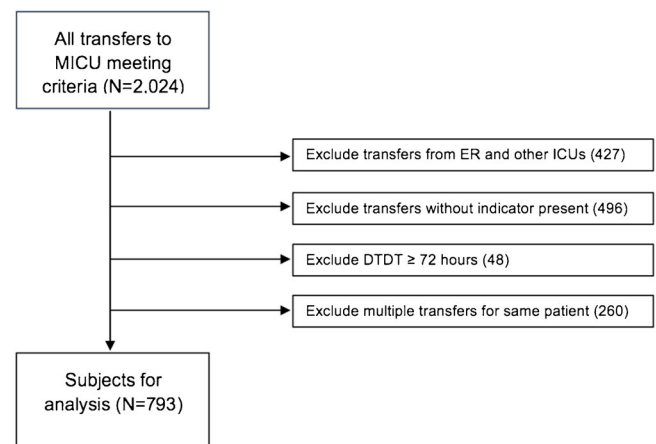 All transfers to
MICU meeting
criteria (N=2.024)
Exclude transfers from ER and other ICUs (427)
Exclude transfers without indicator present (496)
Exclude DTDT ≥ 72 hours (48)
Exclude multiple transfers for same patient (260)
Subjects for
analysis (N=793)